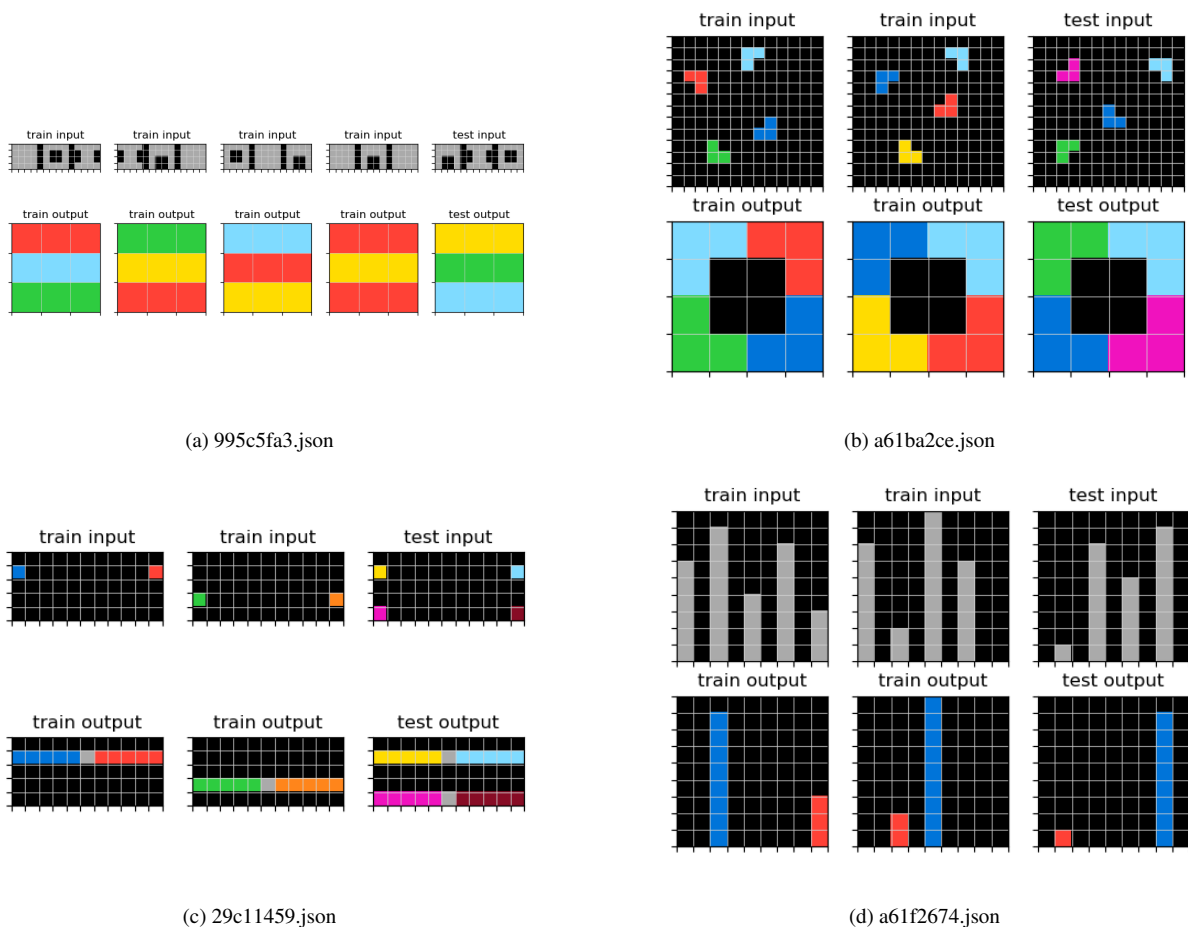 train input train input train input train input test input
train output train output train output train output test output
(a) 995c5fa3.json
train input train input test input
train output train output test output
(b) a61ba2ce.json
train input train input test input
train output train output test output
(c) 29c11459.json
train input train input test input
train output train output test output
(d) a61f2674.json